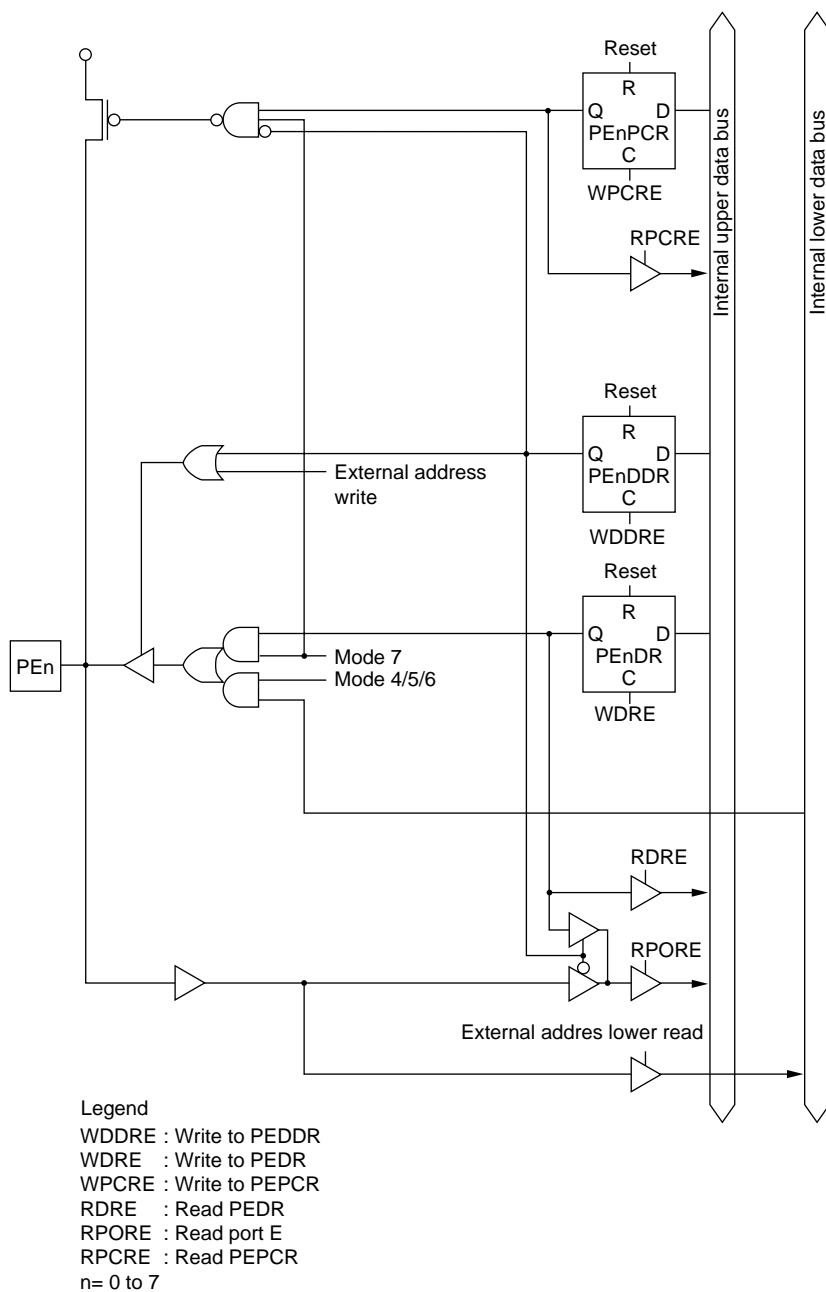 Reset
R
Q D
PEnPCR
C
WPCRE
RPCRE
Internal upper data bus
Internal lower data bus
Reset
R
Q D
PEnDDR
C
WDDRE
External address
write
Reset
R
Q D
PEnDR
C
WDRE
PEn
Mode 7
Mode 4/5/6
RDRE
RPORE
External addres lower read
Legend
WDDRE : Write to PEDDR
WDRE : Write to PEDR
WPCRE : Write to PEPCR
RDRE : Read PEDR
RPORE : Read port E
RPCRE : Read PEPCR
n= 0 to 7